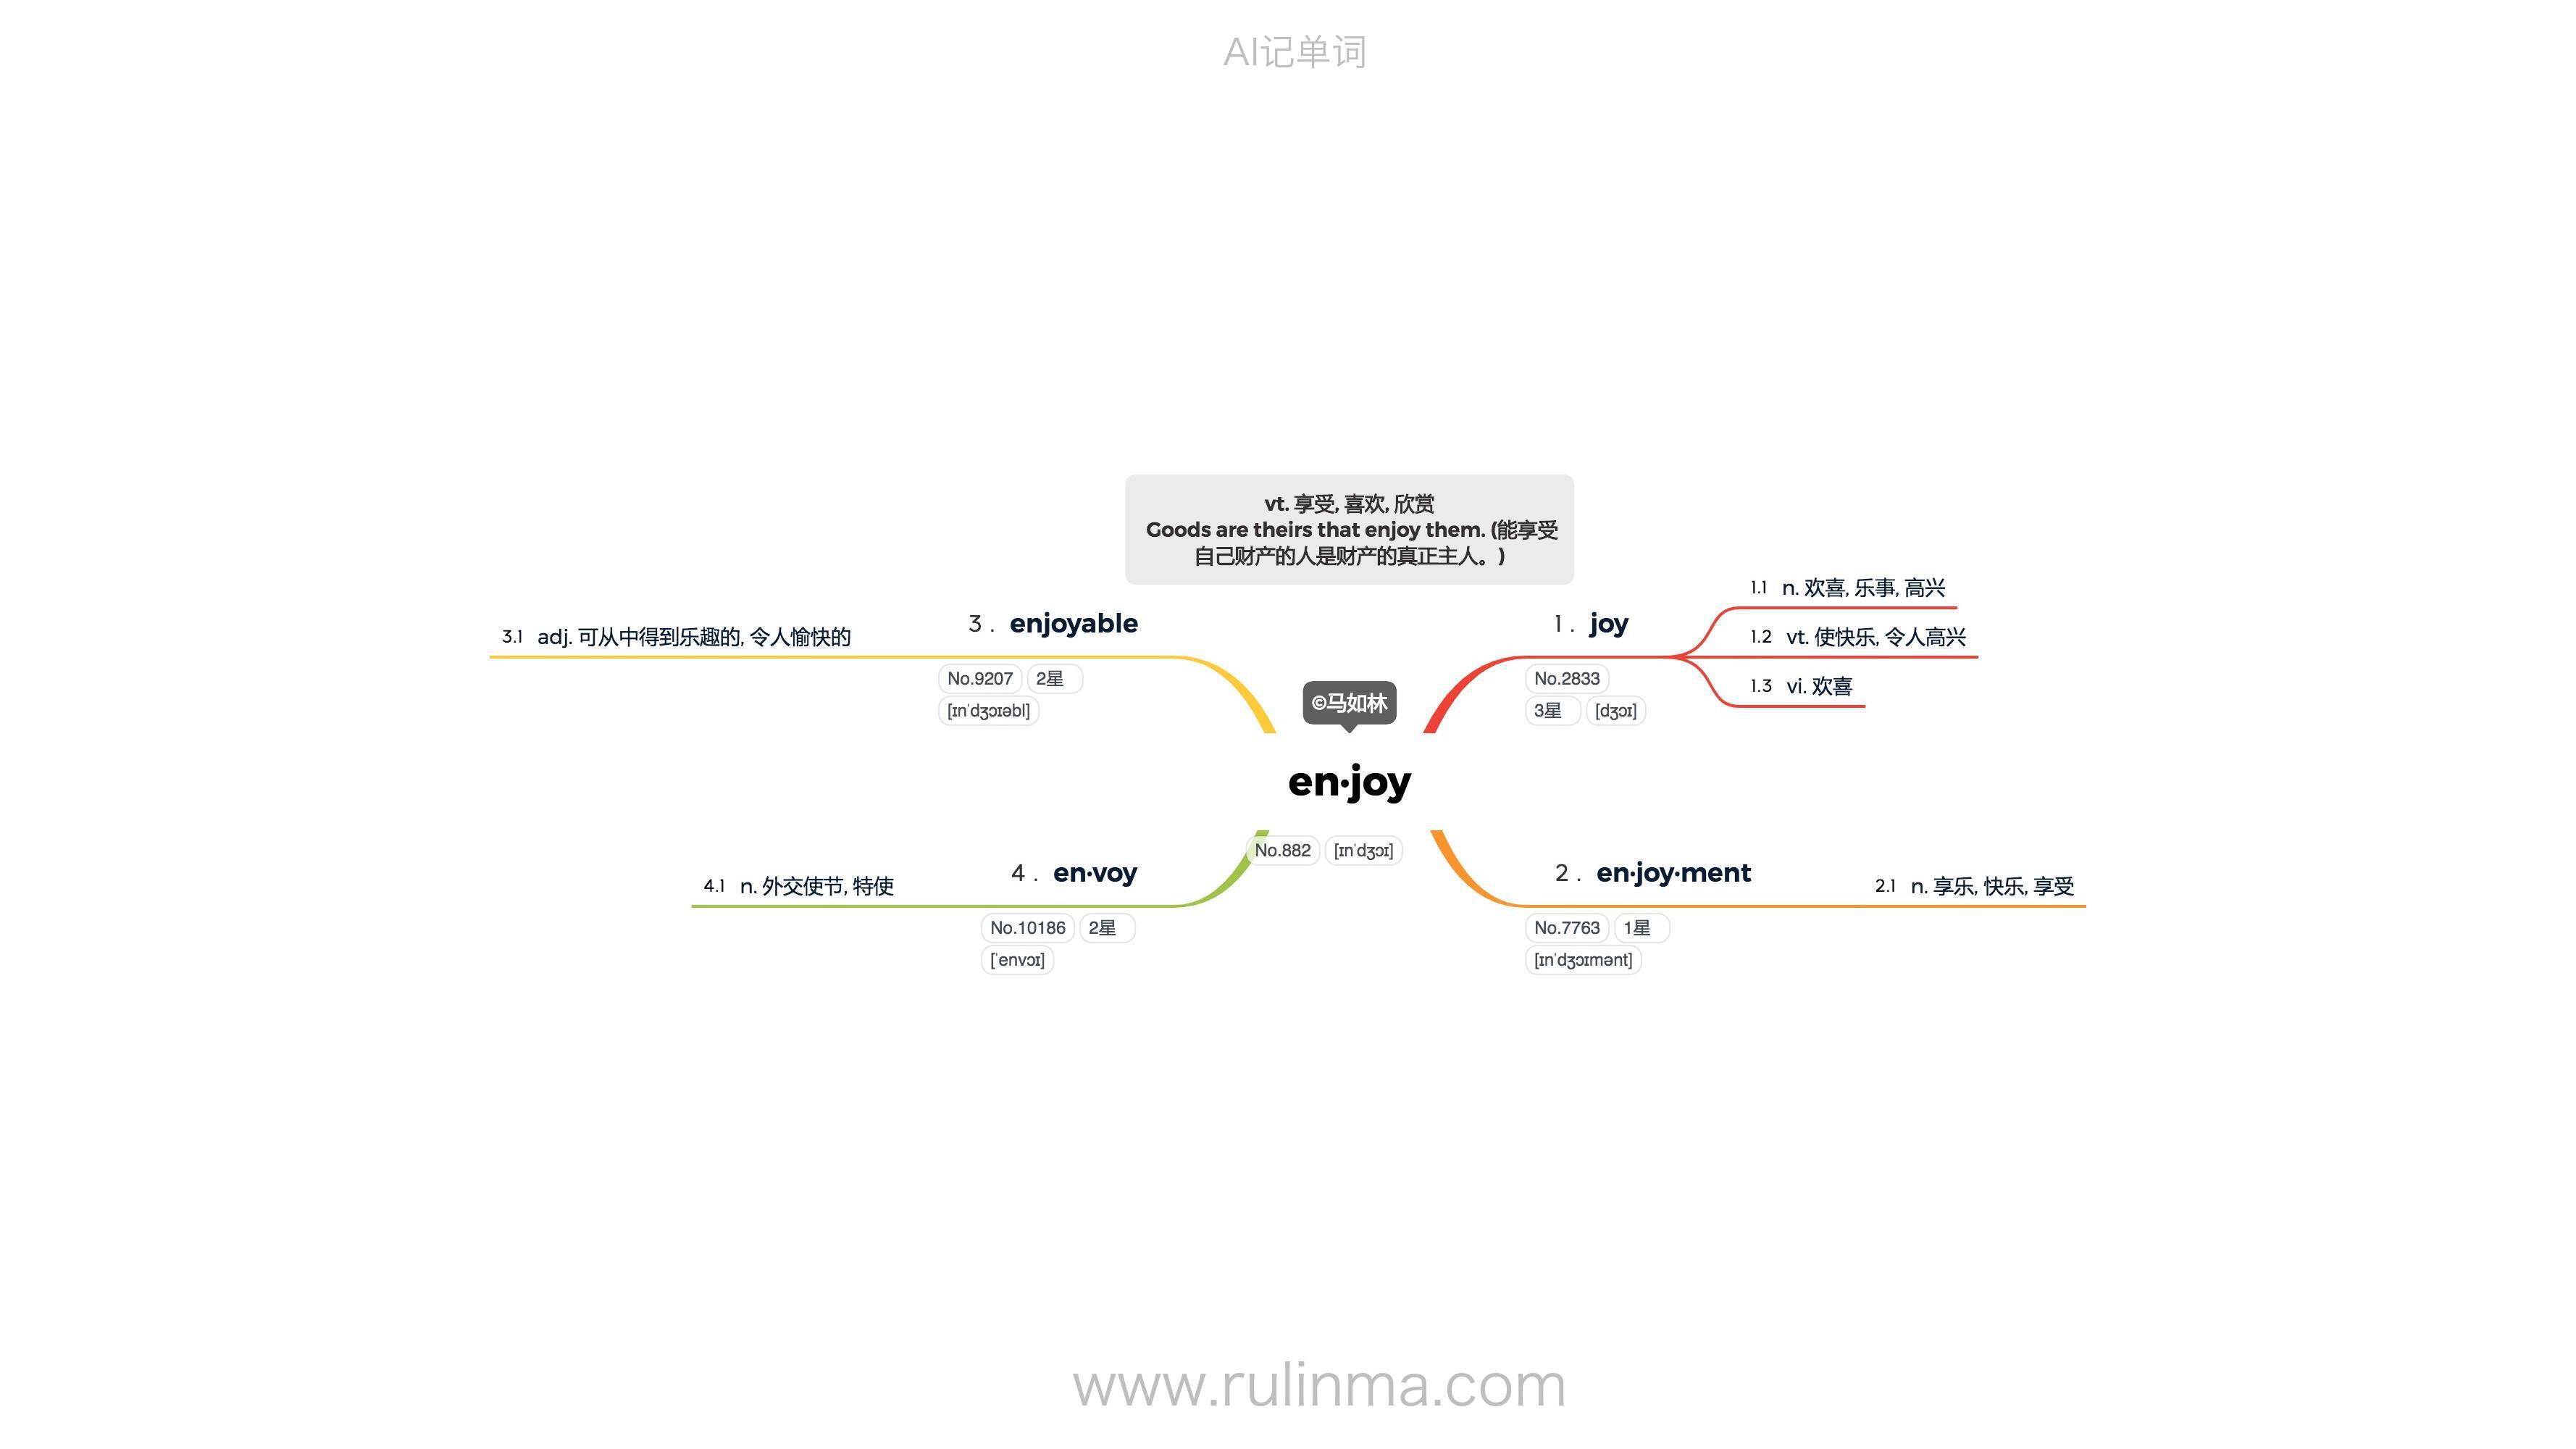 AI记单词
vt. 享受, 喜欢, 欣赏
Goods are theirs that enjoy them. (能享受
自己财产的人是财产的真正主人。)
©马如林
en·joy
No.882 [ɪnˈdʒɔɪ]
1. joy
No.2833
3星 [dʒɔɪ]
1.1 n. 欢喜, 乐事, 高兴
1.2 vt. 使快乐, 令人高兴
1.3 vi. 欢喜
2. en·joy·ment
No.7763 1星
[ɪnˈdʒɔɪmənt]
2.1 n. 享乐, 快乐, 享受
3. enjoyable
No.9207 2星
[ɪnˈdʒɔɪəbl]
3.1 adj. 可从中得到乐趣的, 令人愉快的
4. en·voy
No.10186 2星
[ˈenvɔɪ]
4.1 n. 外交使节, 特使
www.rulinma.com